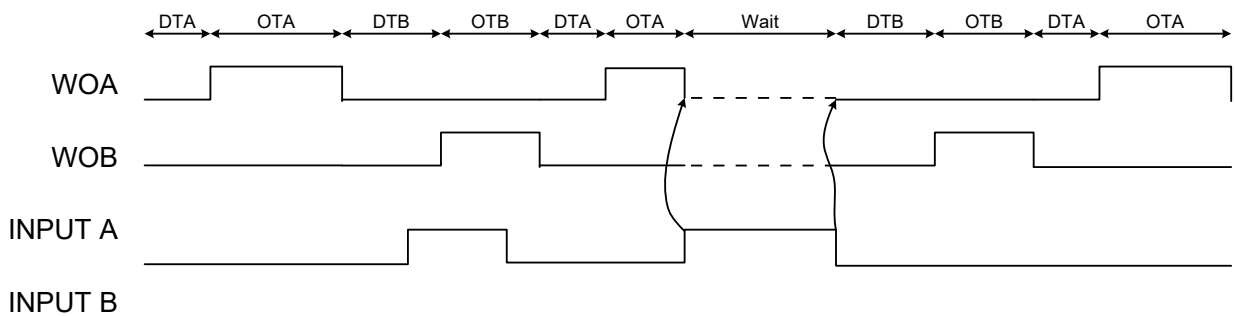 DTA OTA DTB OTB DTA OTA Wait DTB OTB DTA OTA
WOA
WOB
INPUT A
INPUT B